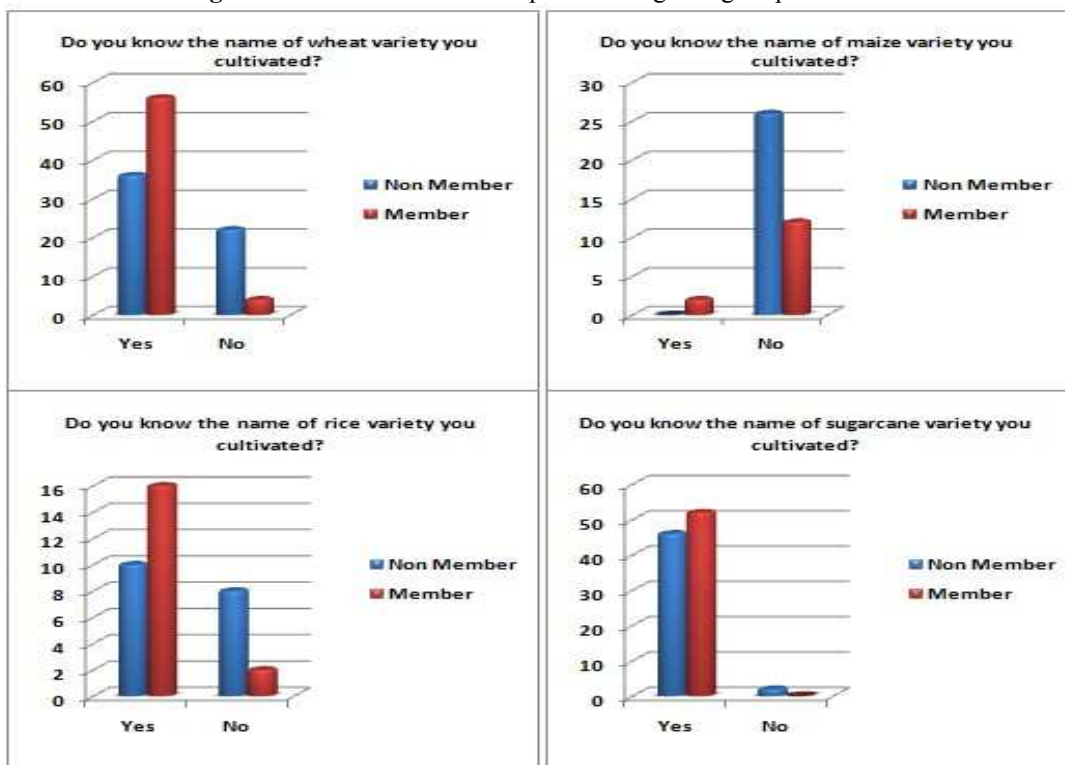 Do you know the name of wheat variety you
cultivated?
60
50
40
30
20
10
0
Yes No
Non Member
Member
Do you know the name of maize variety you
cultivated?
30
25
20
15
10
5
0
Yes No
Non Member
Member
Do you know the name of rice variety you
cultivated?
16
14
12
10
8
6
4
2
0
Yes No
Non Member
Member
Do you know the name of sugarcane variety you
cultivated?
60
50
40
30
20
10
0
Yes No
Non Member
Member